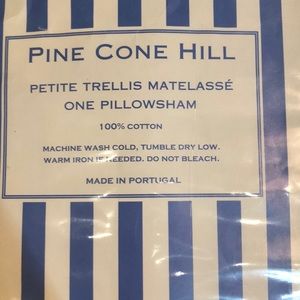 PINE CONE HILL
PETITE TRELLIS MATELASSÉ
ONE PILLOWSHAM
100% COTTON
MACHINE WASH COLD, TUMBLE DRY LOW.
WARM IRON IF NEEDED. DO NOT BLEACH.
MADE IN PORTUGAL